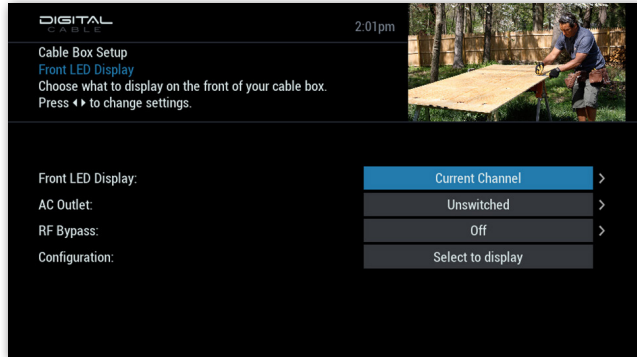 DIGITAL
CABLE
2:01pm
Cable Box Setup
Front LED Display
Choose what to display on the front of your cable box.
Press ◂ ▸ to change settings.
Front LED Display: Current Channel >
AC Outlet: Unswitched >
RF Bypass: Off >
Configuration: Select to display